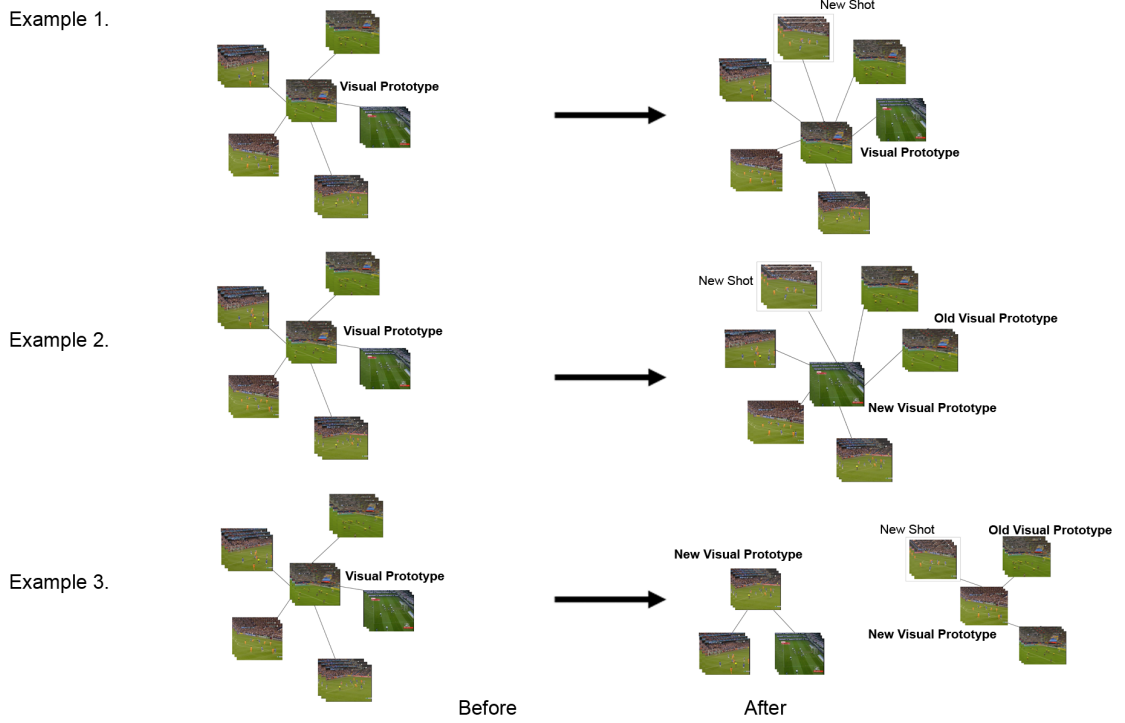 Example 1.
Visual Prototype
New Shot
Visual Prototype
Example 2.
Visual Prototype
New Shot
Old Visual Prototype
New Visual Prototype
Example 3.
Visual Prototype
New Visual Prototype
New Shot
Old Visual Prototype
New Visual Prototype
Before
After